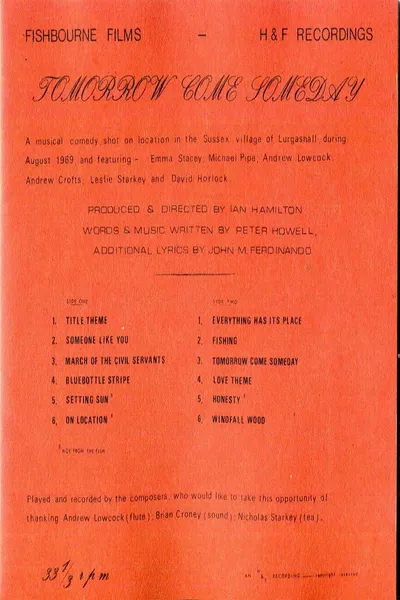 FISHBOURNE FILMS – H & F RECORDINGS
TOMORROW COME SOMEDAY
A musical comedy shot on location in the Sussex village of Lurgashall, during
August 1969 and featuring - Emma Stacey, Michael Pipe, Andrew Lowcock,
Andrew Crofts, Leslie Starkey and David Horlock.
PRODUCED & DIRECTED BY IAN HAMILTON
WORDS & MUSIC WRITTEN BY PETER HOWELL,
ADDITIONAL LYRICS BY JOHN M. FERDINANDO
SIDE ONE
1. TITLE THEME
2. SOMEONE LIKE YOU
3. MARCH OF THE CIVIL SERVANTS
4. BLUEBOTTLE STRIPE
5. SETTING SUN
6. ON LOCATION
NOT FROM THE FILM
SIDE TWO
1. EVERYTHING HAS ITS PLACE
2. FISHING
3. TOMORROW COME SOMEDAY
4. LOVE THEME
5. HONESTY
6. WINDFALL WOOD
Played and recorded by the composers, who would like to take this opportunity of
thanking Andrew Lowcock (flute); Brian Croney (sound); Nicholas Starkey (tea).
33 1/3 rpm
AN H & F RECORDING — copyright reserved